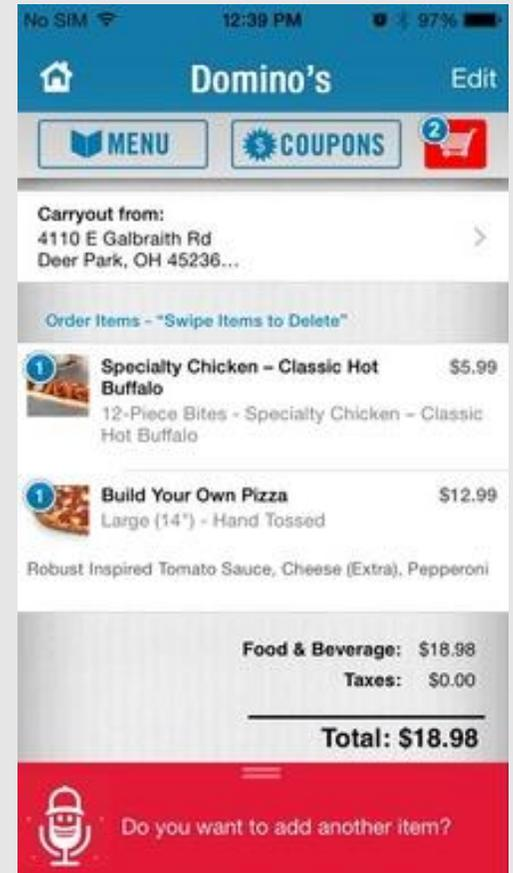 No SIM 12:39 PM 97%
Domino's Edit
MENU COUPONS 2
Carryout from:
4110 E Galbraith Rd
Deer Park, OH 45236...
Order Items - "Swipe Items to Delete"
1 Specialty Chicken – Classic Hot $5.99
Buffalo
12-Piece Bites - Specialty Chicken – Classic
Hot Buffalo
1 Build Your Own Pizza $12.99
Large (14") - Hand Tossed
Robust Inspired Tomato Sauce, Cheese (Extra), Pepperoni
Food & Beverage: $18.98
Taxes: $0.00
Total: $18.98
Do you want to add another item?